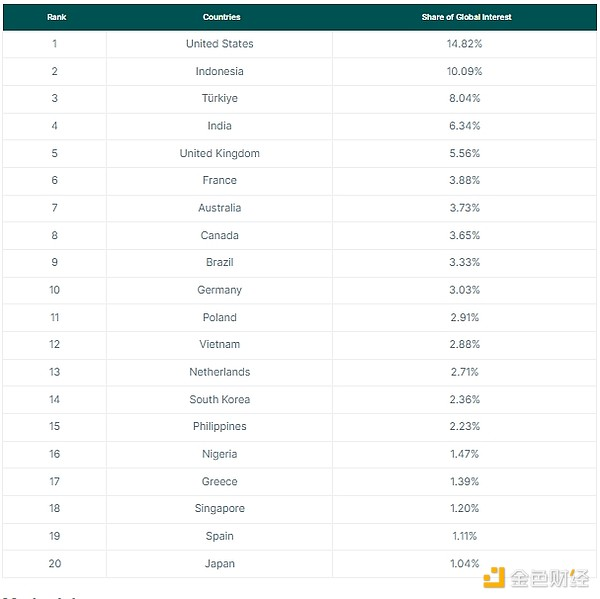 Rank Countries Share of Global Interest
1 United States 14.82%
2 Indonesia 10.09%
3 Türkiye 8.04%
4 India 6.34%
5 United Kingdom 5.56%
6 France 3.88%
7 Australia 3.73%
8 Canada 3.65%
9 Brazil 3.33%
10 Germany 3.03%
11 Poland 2.91%
12 Vietnam 2.88%
13 Netherlands 2.71%
14 South Korea 2.36%
15 Philippines 2.23%
16 Nigeria 1.47%
17 Greece 1.39%
18 Singapore 1.20%
19 Spain 1.11%
20 Japan 1.04%
金色财经